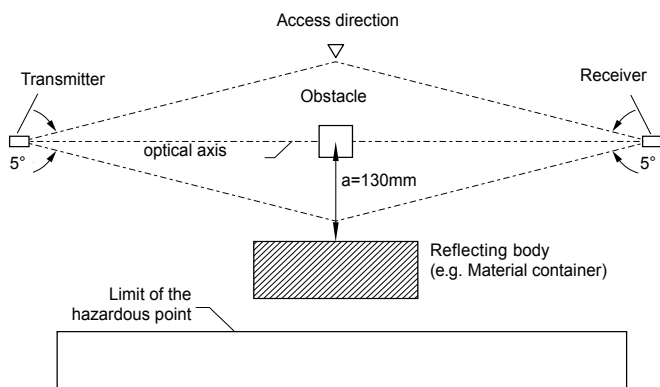 Access direction
Transmitter
Receiver
Obstacle
optical axis
5°
5°
a=130mm
Reflecting body
(e.g. Material container)
Limit of the
hazardous point